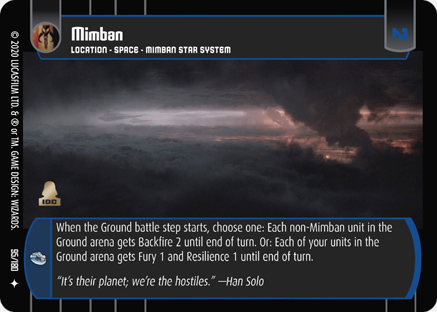 Mimban
LOCATION - SPACE - MIMBAN STAR SYSTEM
IDC
When the Ground battle step starts, choose one: Each non-Mimban unit in the
Ground arena gets Backfire 2 until end of turn. Or: Each of your units in the
Ground arena gets Fury 1 and Resilience 1 until end of turn.
“It's their planet; we're the hostiles.” —Han Solo
© 2020 LUCASFILM LTD. & ® or TM. GAME DESIGN: WIZARDS.